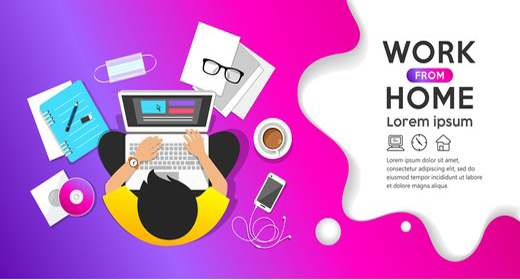 WORK
FROM
HOME
Lorem ipsum
Lorem ipsum dolor sit amet,
consectetur adipiscing elit, sed do
eiusmod tempor incididunt ut labore
et dolore magna aliqua.